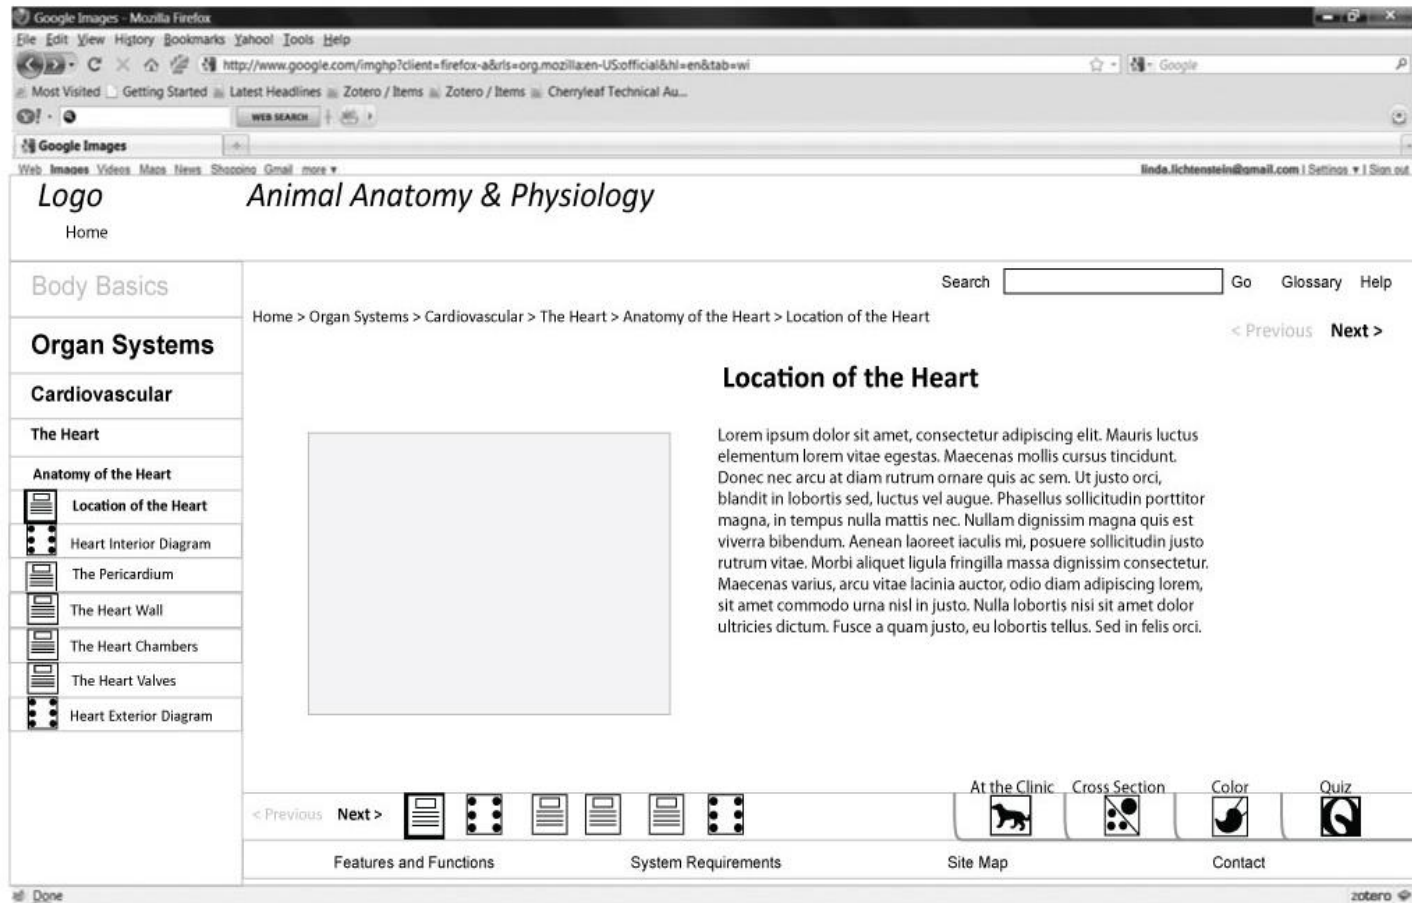 Google Images - Mozilla Firefox
File Edit View History Bookmarks Yahoo! Tools Help
http://www.google.com/imghp?client=firefox-a&rls=org.mozilla:en-US:official&hl=en&tab=wi
Google
Most Visited Getting Started Latest Headlines Zotero / Items Zotero / Items Cherryleaf Technical Au...
WEB SEARCH
Google Images
Web Images Videos Maps News Shopping Gmail more ▼
linda.lichtenstein@gmail.com | Settings ▼ | Sign out
Logo
Animal Anatomy & Physiology
Home
Body Basics
Organ Systems
Cardiovascular
The Heart
Anatomy of the Heart
Location of the Heart
Heart Interior Diagram
The Pericardium
The Heart Wall
The Heart Chambers
The Heart Valves
Heart Exterior Diagram
Search Go Glossary Help
Home > Organ Systems > Cardiovascular > The Heart > Anatomy of the Heart > Location of the Heart
< Previous Next >
Location of the Heart
Lorem ipsum dolor sit amet, consectetur adipiscing elit. Mauris luctus
elementum lorem vitae egestas. Maecenas mollis cursus tincidunt.
Donec nec arcu at diam rutrum ornare quis ac sem. Ut justo orci,
blandit in lobortis sed, luctus vel augue. Phasellus sollicitudin porttitor
magna, in tempus nulla mattis nec. Nullam dignissim magna quis est
viverra bibendum. Aenean laoreet iaculis mi, posuere sollicitudin justo
rutrum vitae. Morbi aliquet ligula fringilla massa dignissim consectetur.
Maecenas varius, arcu vitae lacinia auctor, odio diam adipiscing lorem,
sit amet commodo urna nisl in justo. Nulla lobortis nisi sit amet dolor
ultricies dictum. Fusce a quam justo, eu lobortis tellus. Sed in felis orci.
At the Clinic Cross Section Color Quiz
< Previous Next >
Features and Functions System Requirements Site Map Contact
Done
zotero